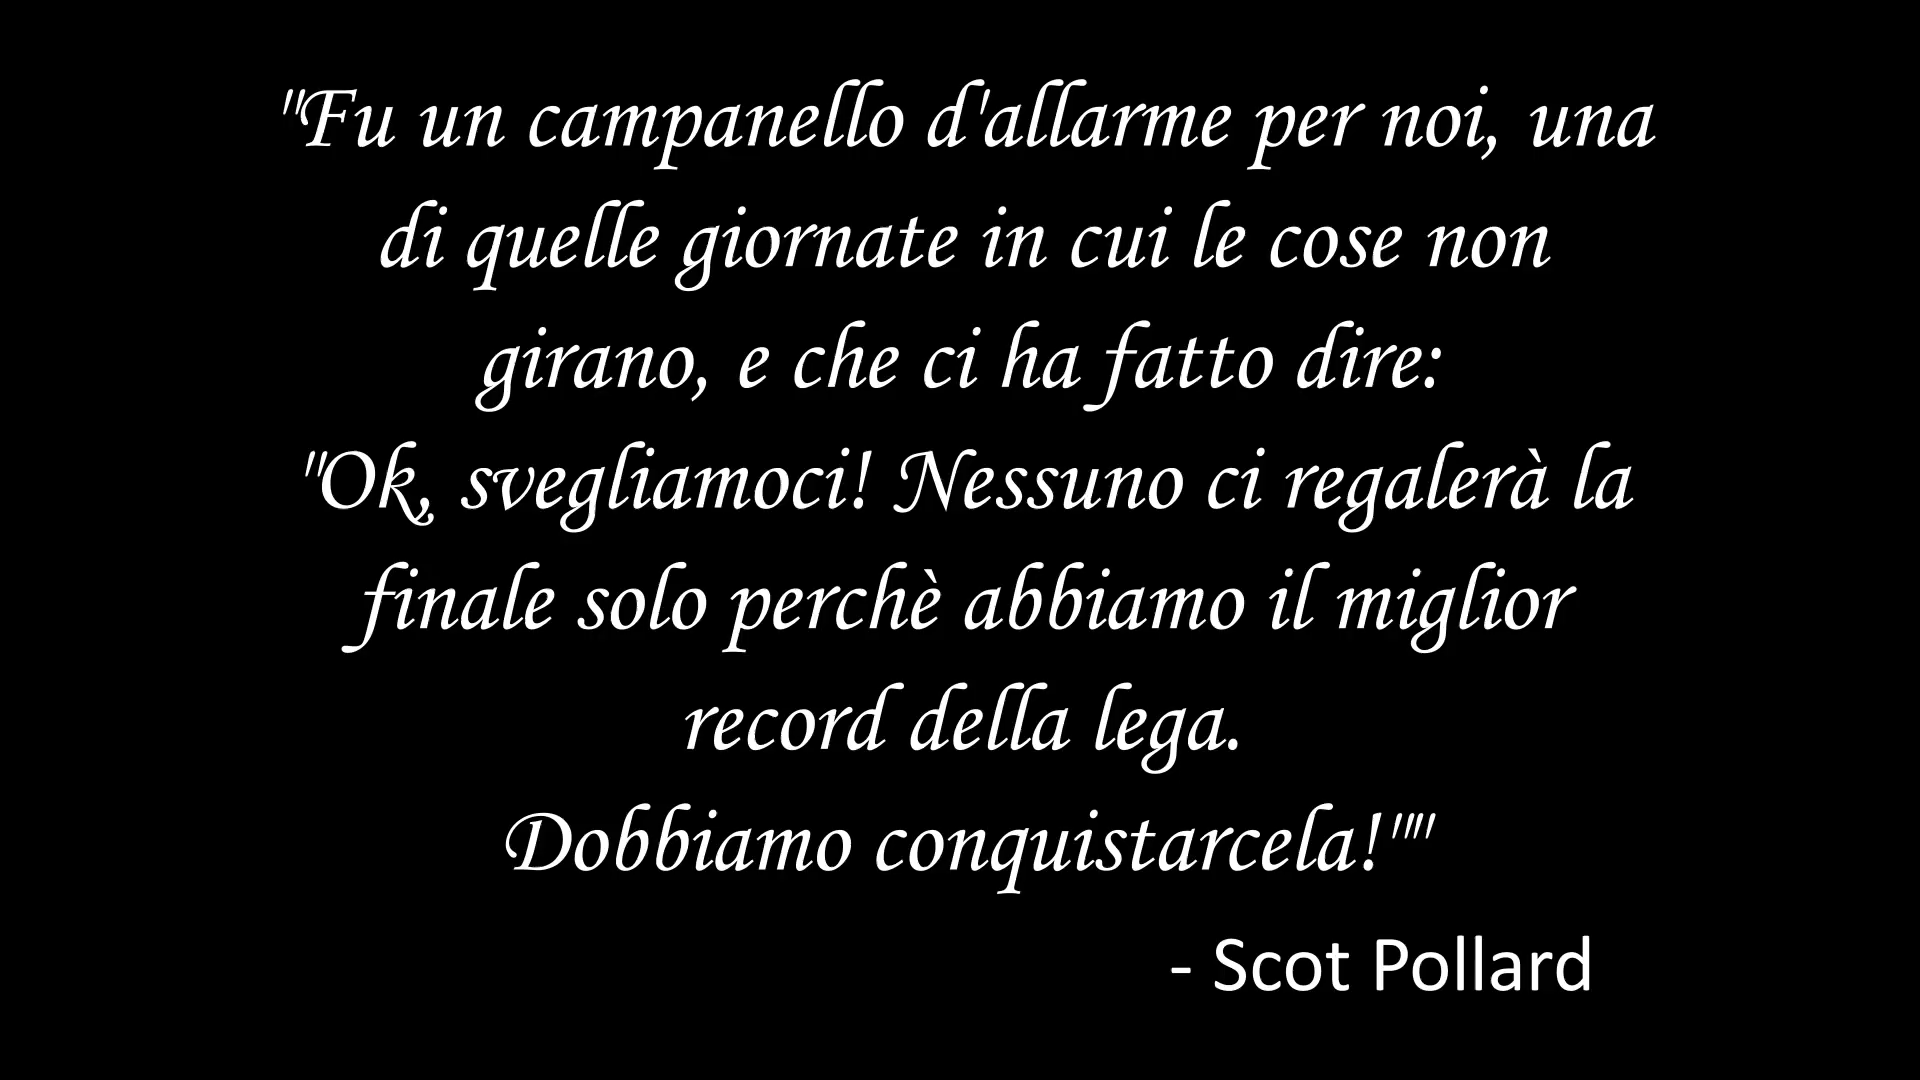 "Fu un campanello d'allarme per noi, una
di quelle giornate in cui le cose non
girano, e che ci ha fatto dire:
"Ok, svegliamoci! Nessuno ci regalerà la
finale solo perchè abbiamo il miglior
record della lega.
Dobbiamo conquistarcela!""
- Scot Pollard